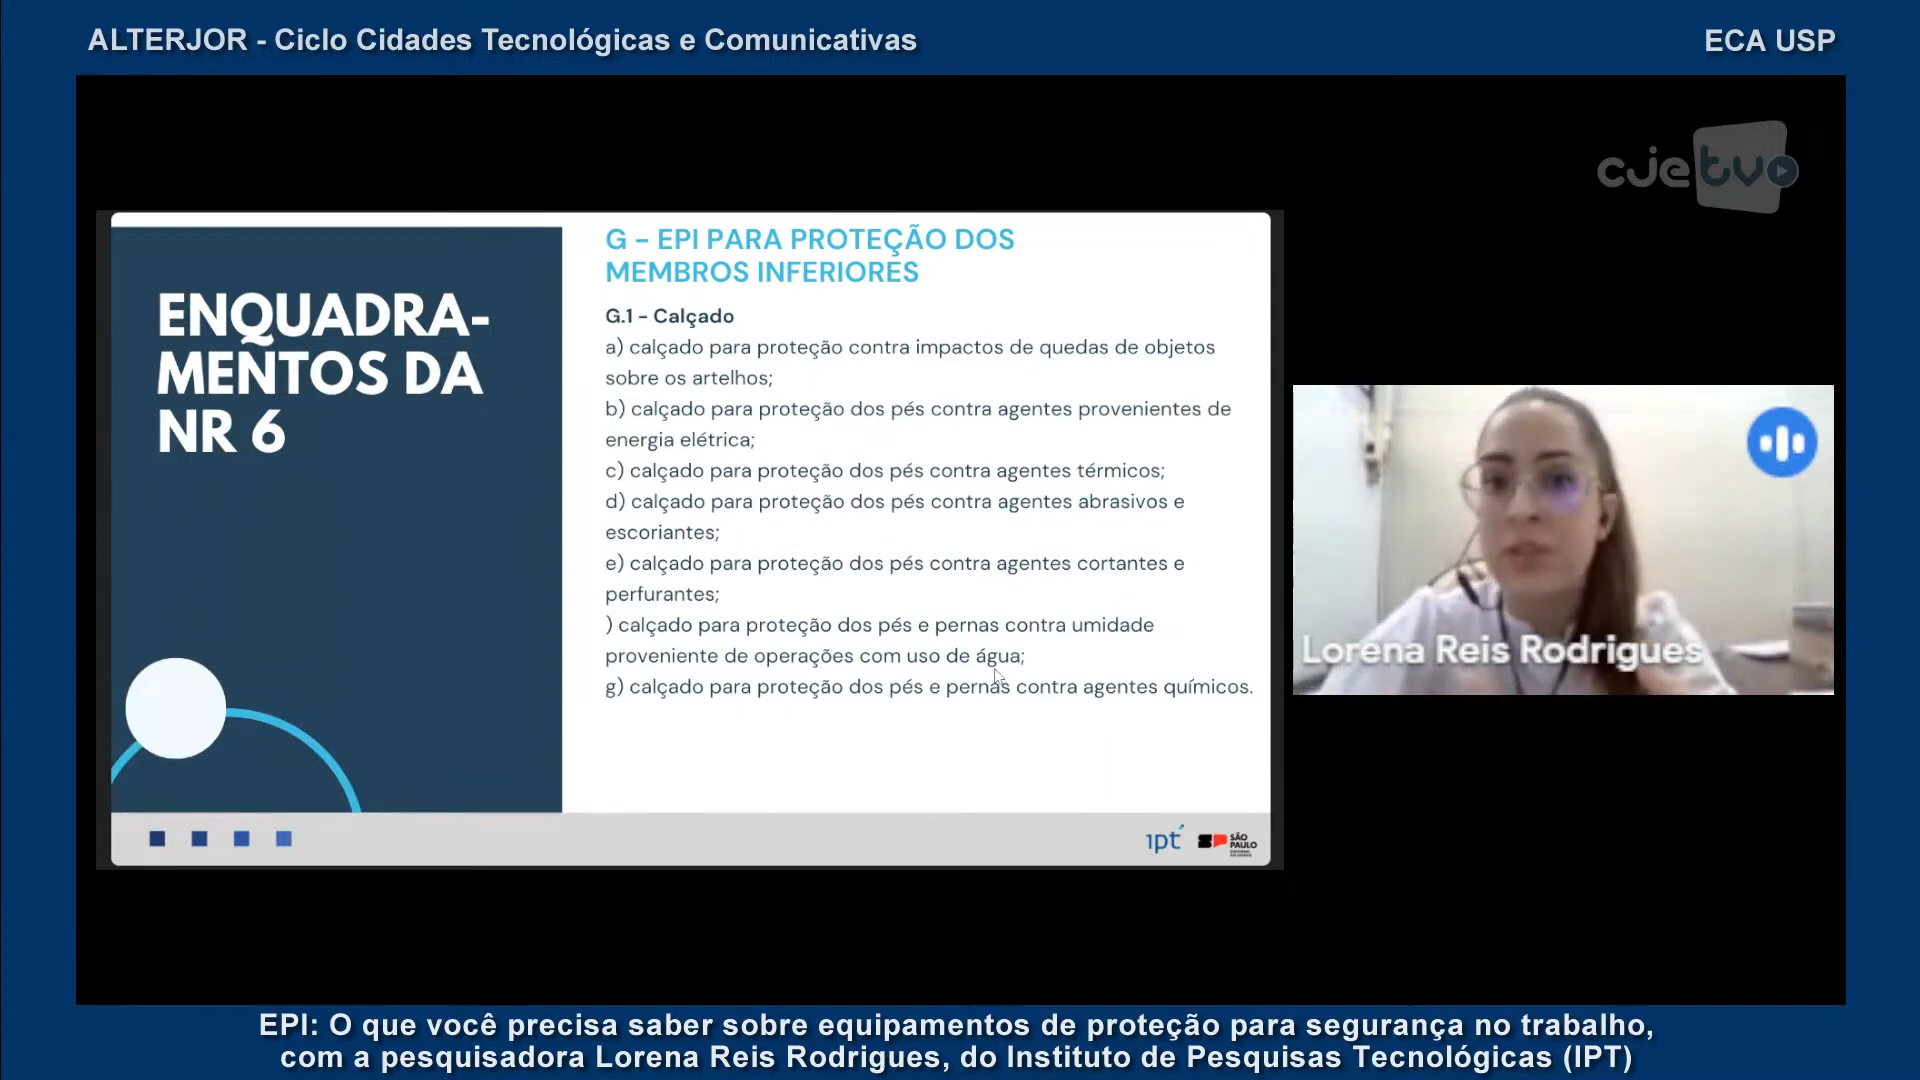 ALTERJOR - Ciclo Cidades Tecnológicas e Comunicativas
ECA USP
cje tv
ENQUADRA-
MENTOS DA
NR 6
G – EPI PARA PROTEÇÃO DOS
MEMBROS INFERIORES
G.1 - Calçado
a) calçado para proteção contra impactos de quedas de objetos
sobre os artelhos;
b) calçado para proteção dos pés contra agentes provenientes de
energia elétrica;
c) calçado para proteção dos pés contra agentes térmicos;
d) calçado para proteção dos pés contra agentes abrasivos e
escoriantes;
e) calçado para proteção dos pés contra agentes cortantes e
perfurantes;
) calçado para proteção dos pés e pernas contra umidade
proveniente de operações com uso de água;
g) calçado para proteção dos pés e pernas contra agentes químicos.
ipt
SP
SÃO
PAULO
Lorena Reis Rodrigues
EPI: O que você precisa saber sobre equipamentos de proteção para segurança no trabalho,
com a pesquisadora Lorena Reis Rodrigues, do Instituto de Pesquisas Tecnológicas (IPT)